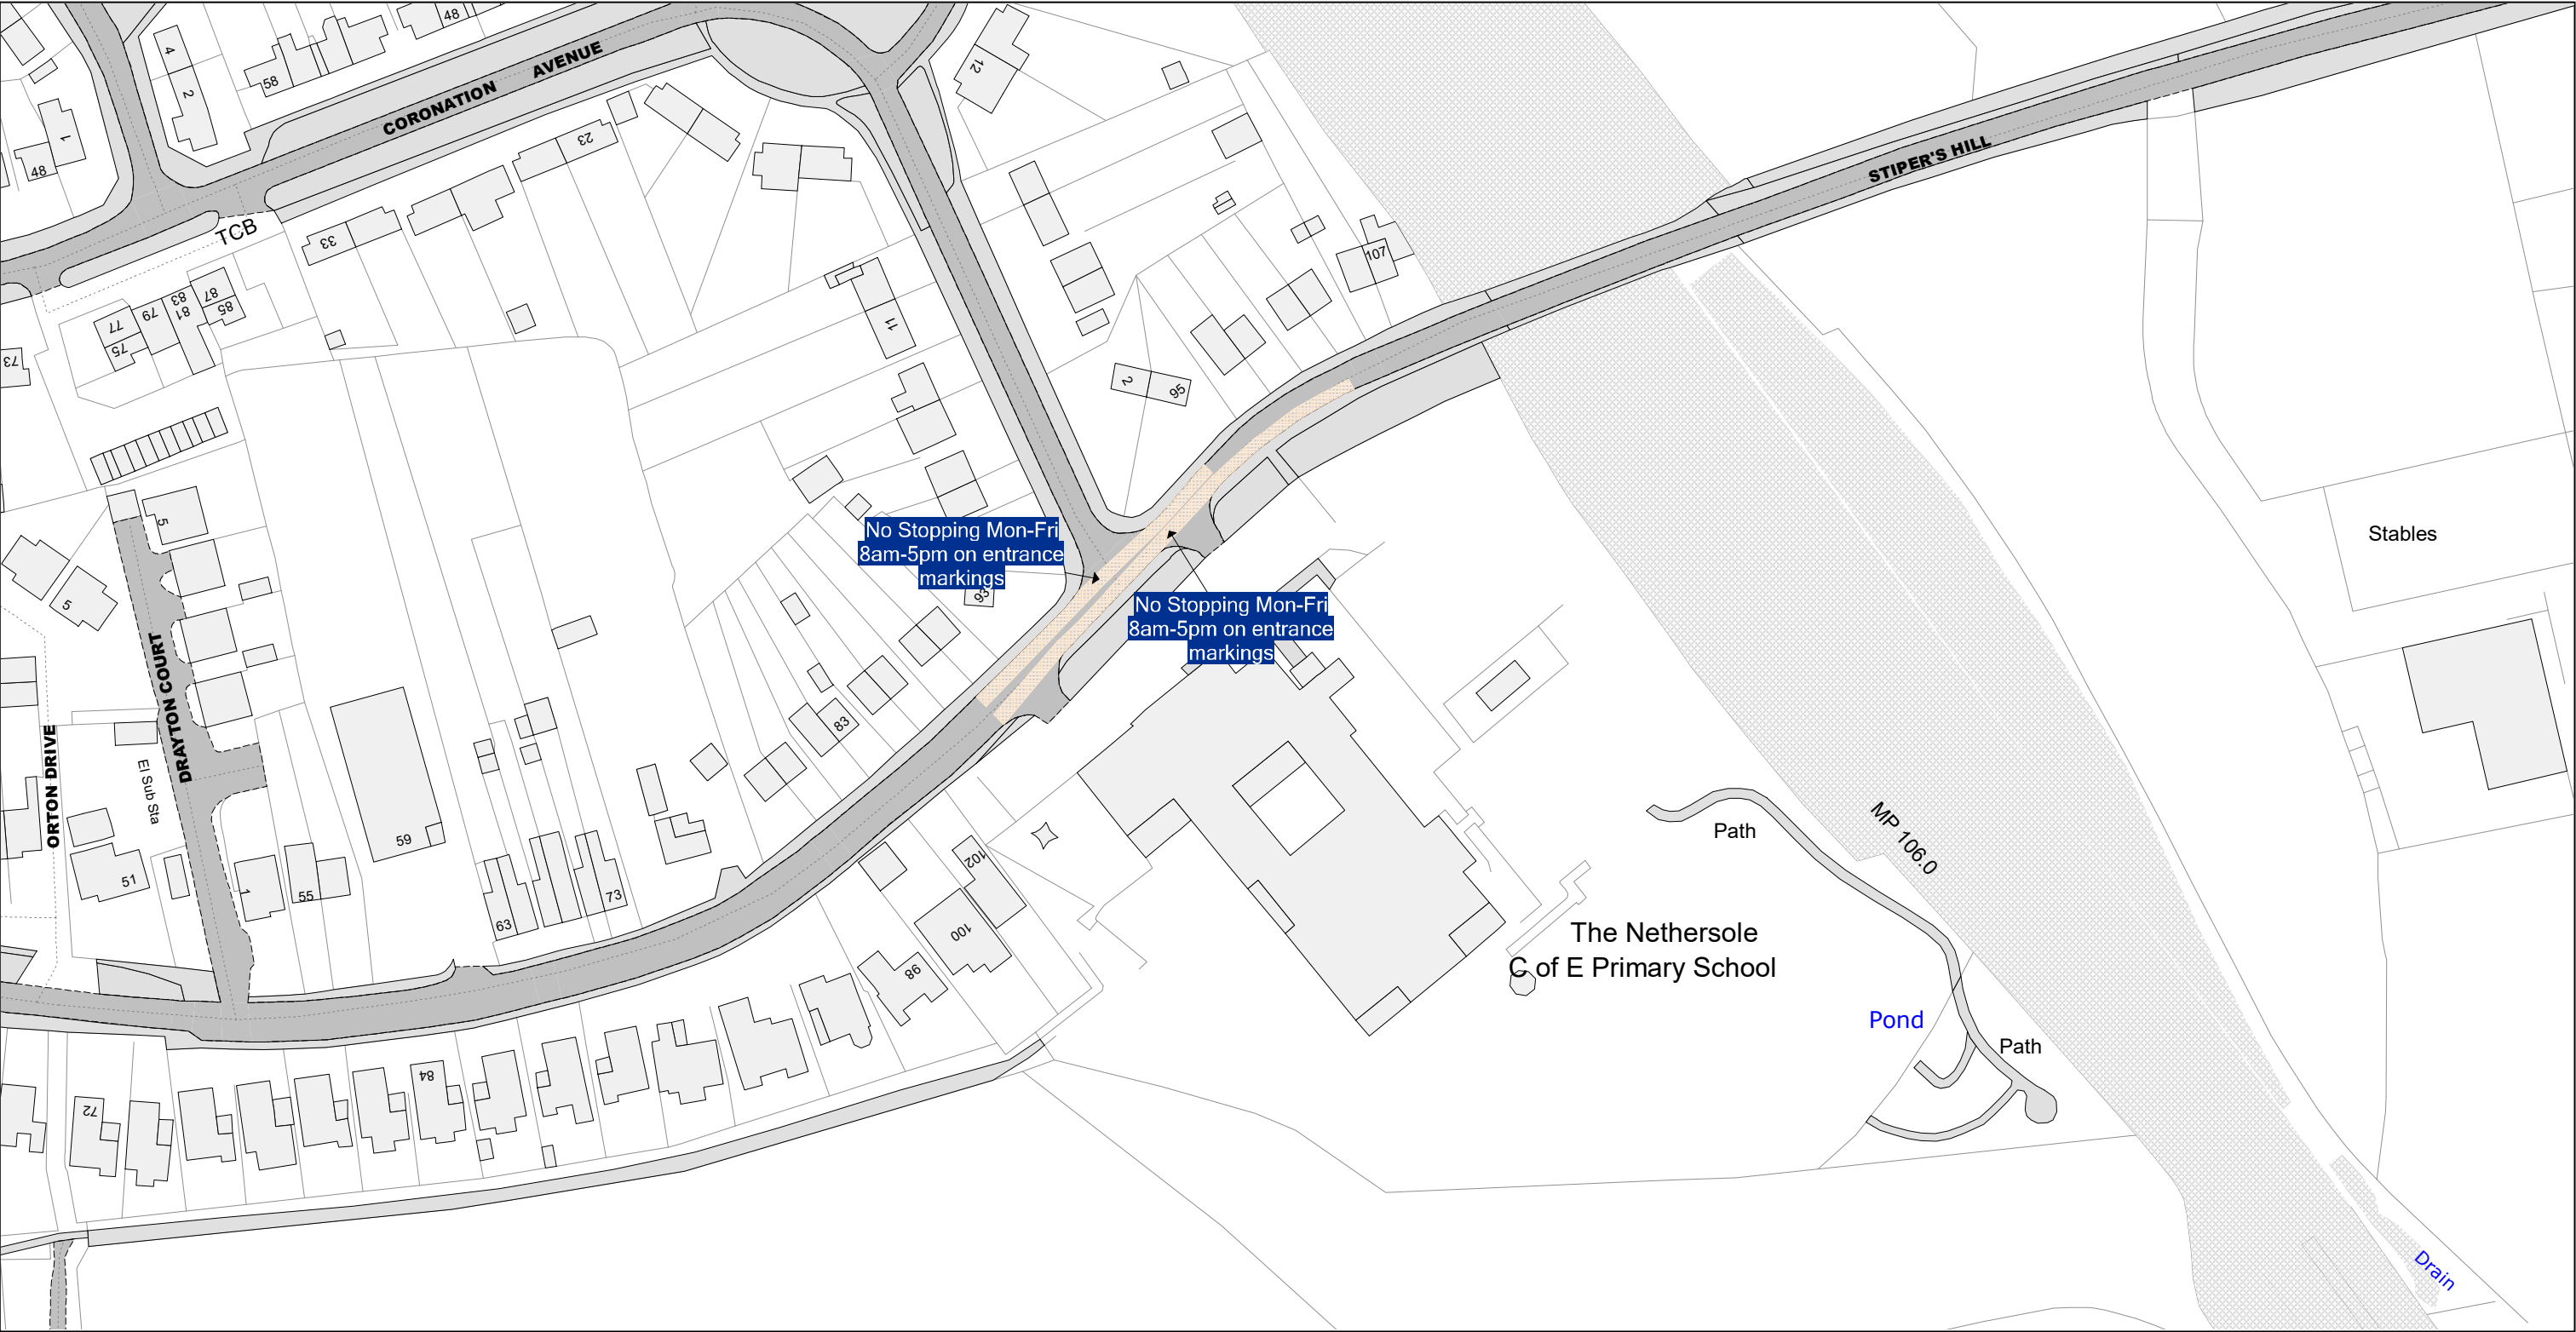 48
4
58
2
CORONATION AVENUE
12
1
48
23
STIPER'S HILL
TCB
33
107
87
83
85
81
79
77
75
73
11
2
95
5
No Stopping Mon-Fri
8am-5pm on entrance
markings
93
No Stopping Mon-Fri
8am-5pm on entrance
markings
Stables
5
DRAYTON COURT
ORTON DRIVE
El Sub Sta
83
59
51
1
55
63
73
102
100
98
MP 106.0
Path
The Nethersole
C of E Primary School
Pond
Path
84
72
Drain